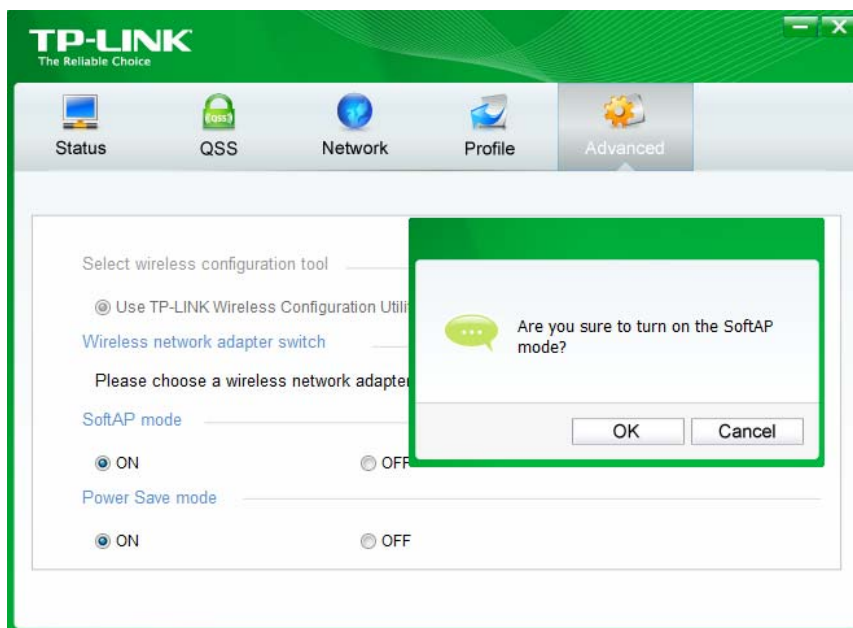 TP-LINK
The Reliable Choice
Status
QSS
Network
Profile
Advanced
Select wireless configuration tool
Use TP-LINK Wireless Configuration Utili
Wireless network adapter switch
Please choose a wireless network adapter
SoftAP mode
ON
OFF
Power Save mode
ON
OFF
Are you sure to turn on the SoftAP
mode?
OK
Cancel